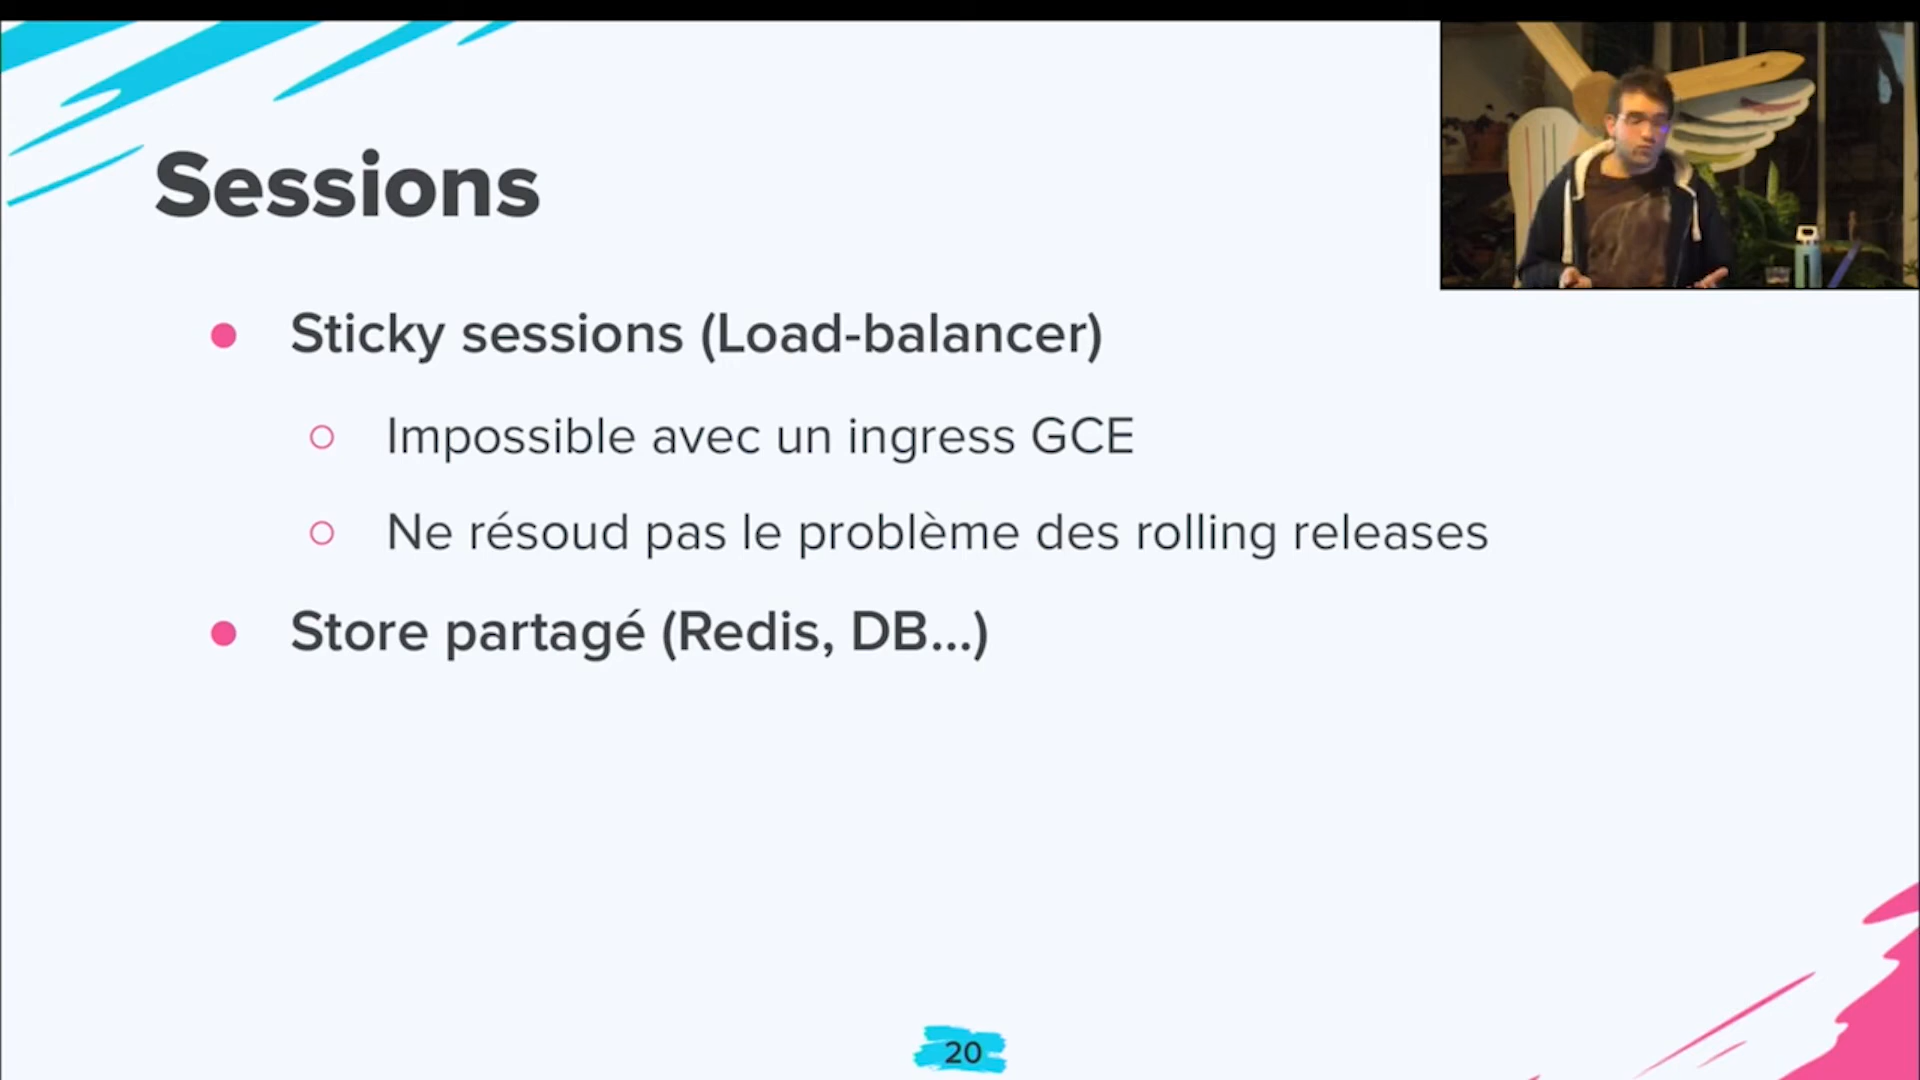 Sessions
Sticky sessions (Load-balancer)
Impossible avec un ingress GCE
Ne résoud pas le problème des rolling releases
Store partagé (Redis, DB...)
20